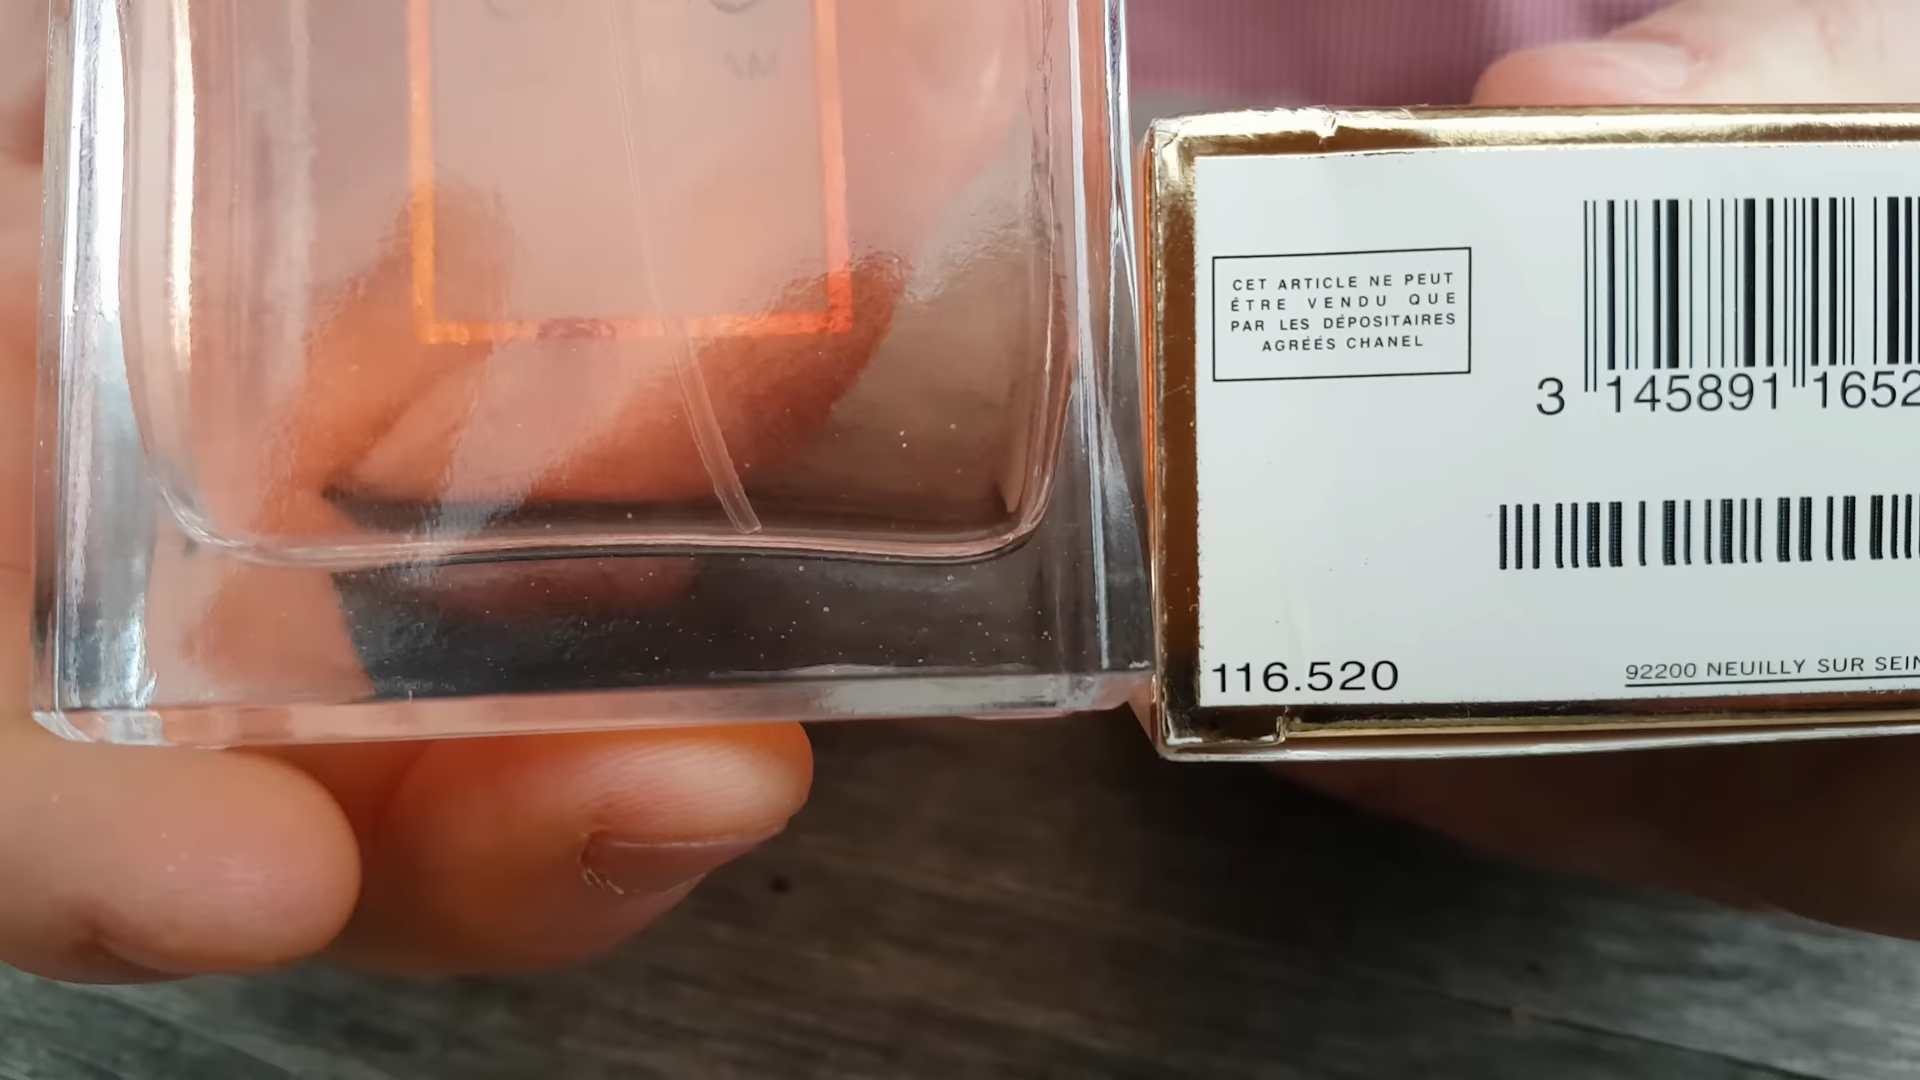 CET ARTICLE NE PEUT
ÊTRE VENDU QUE
PAR LES DÉPOSITAIRES
AGRÉÉS CHANEL
3 145891 1652
116.520
92200 NEUILLY SUR SEIN